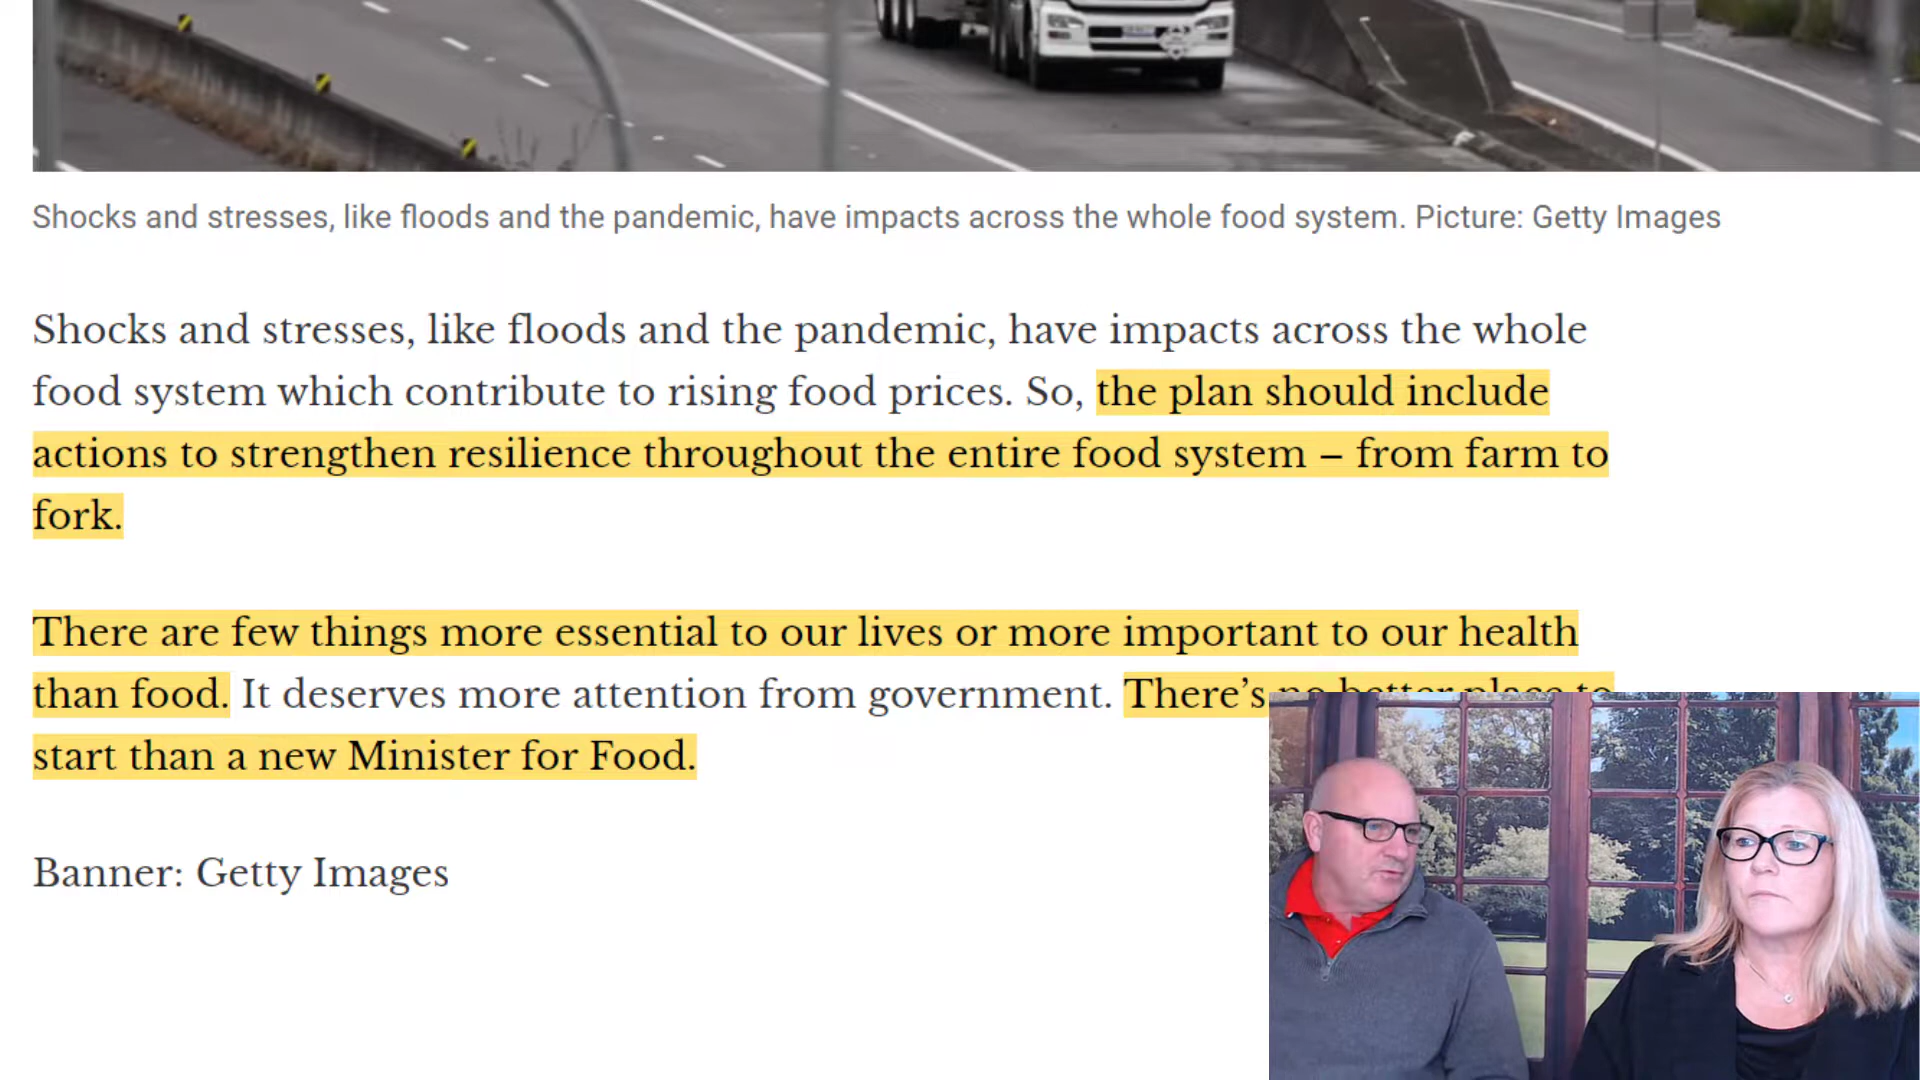 Shocks and stresses, like floods and the pandemic, have impacts across the whole food system. Picture: Getty Images
Shocks and stresses, like floods and the pandemic, have impacts across the whole
food system which contribute to rising food prices. So, the plan should include
actions to strengthen resilience throughout the entire food system – from farm to
fork.
There are few things more essential to our lives or more important to our health
than food. It deserves more attention from government. There’s no better place to
start than a new Minister for Food.
Banner: Getty Images